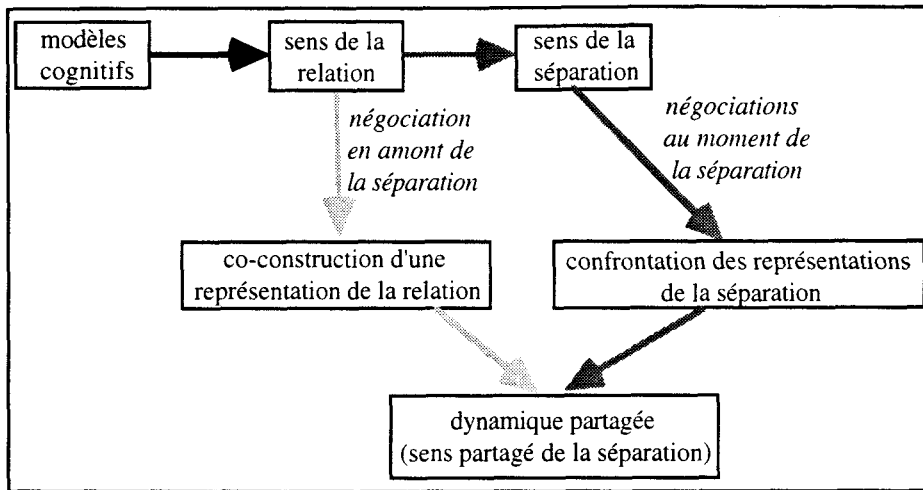 modèles
cognitifs
sens de la
relation
sens de la
séparation
négociation
en amont de
la séparation
négociations
au moment de
la séparation
co-construction d'une
représentation de la relation
confrontation des représentations
de la séparation
dynamique partagée
(sens partagé de la séparation)